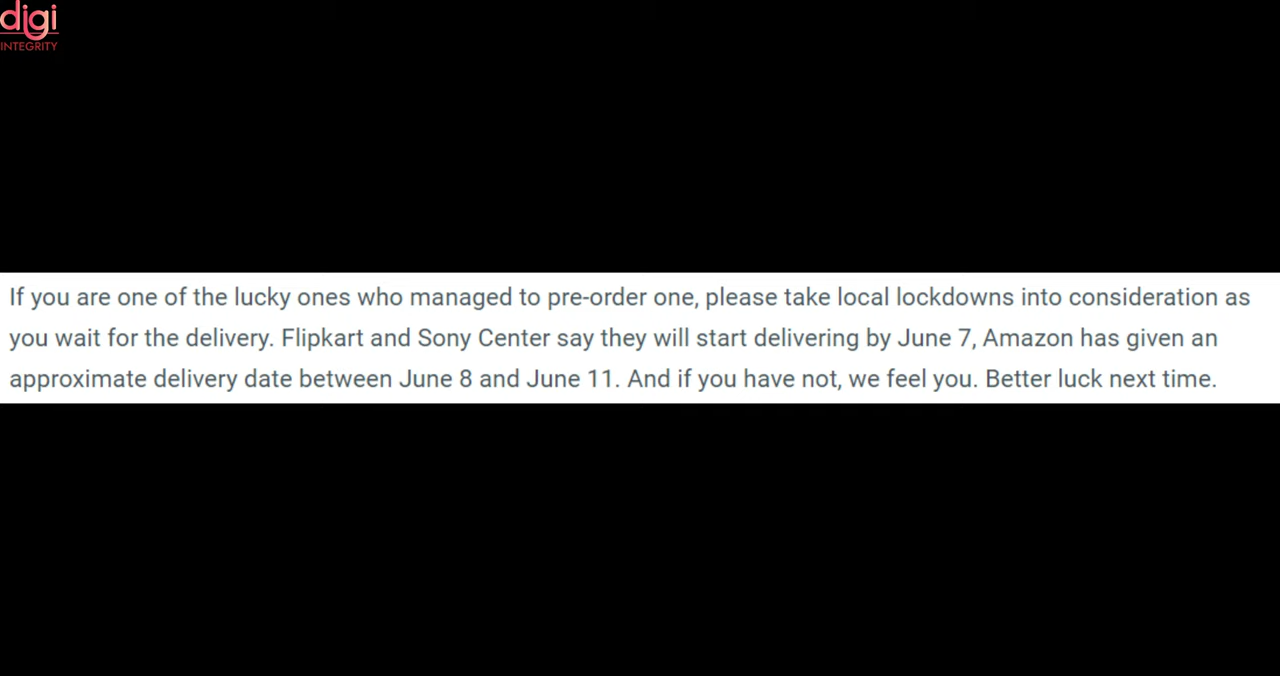 digi
INTEGRITY
If you are one of the lucky ones who managed to pre-order one, please take local lockdowns into consideration as
you wait for the delivery. Flipkart and Sony Center say they will start delivering by June 7, Amazon has given an
approximate delivery date between June 8 and June 11. And if you have not, we feel you. Better luck next time.